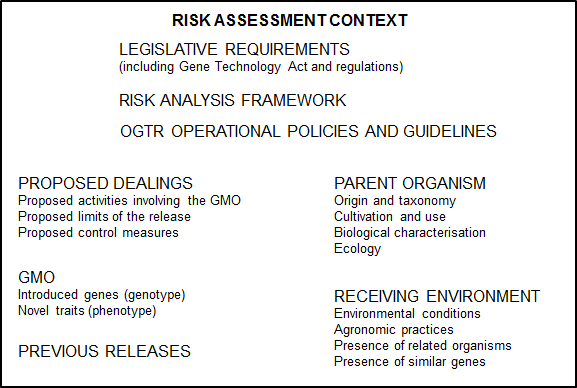 RISK ASSESSMENT CONTEXT
LEGISLATIVE REQUIREMENTS
(including Gene Technology Act and regulations)
RISK ANALYSIS FRAMEWORK
OGTR OPERATIONAL POLICIES AND GUIDELINES
PROPOSED DEALINGS
Proposed activities involving the GMO
Proposed limits of the release
Proposed control measures
GMO
Introduced genes (genotype)
Novel traits (phenotype)
PREVIOUS RELEASES
PARENT ORGANISM
Origin and taxonomy
Cultivation and use
Biological characterisation
Ecology
RECEIVING ENVIRONMENT
Environmental conditions
Agronomic practices
Presence of related organisms
Presence of similar genes